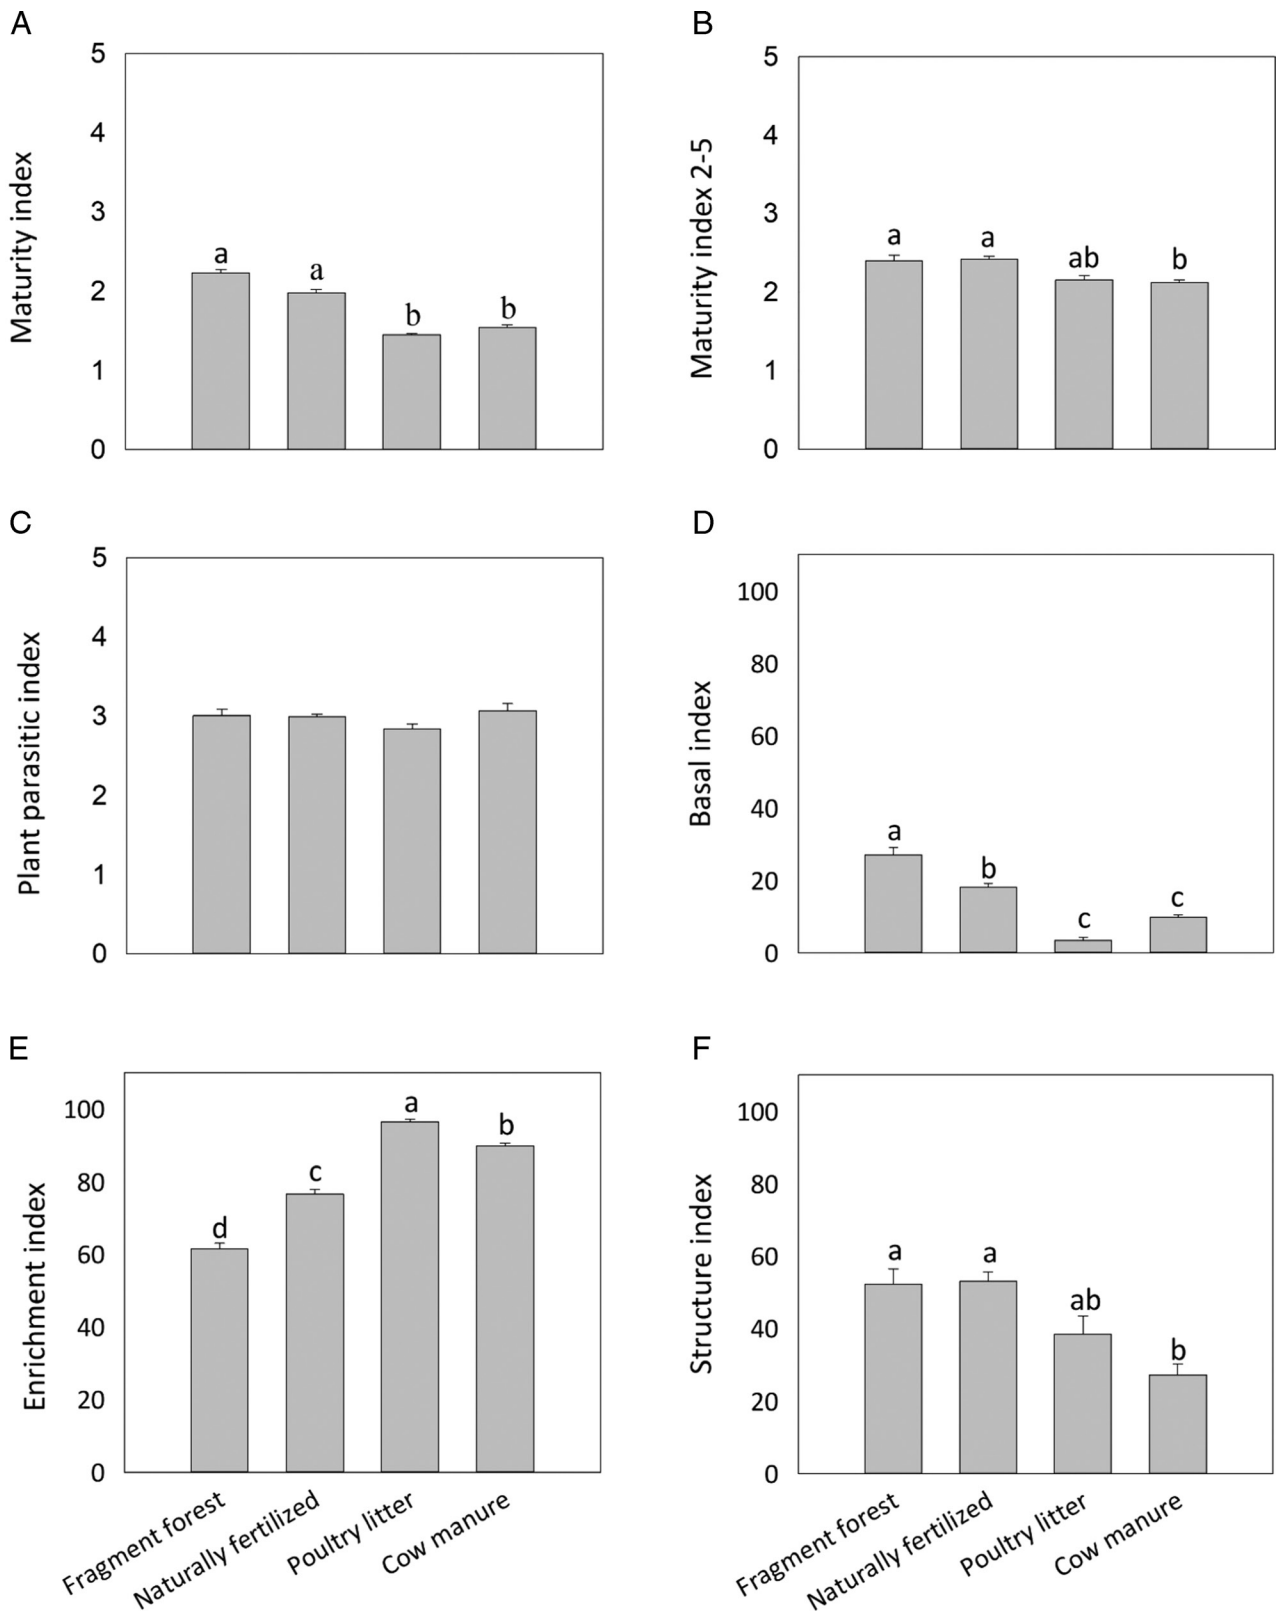 A
Maturity index
5
4
3
2
1
0
a
a
b
b
B
Maturity index 2-5
5
4
3
2
1
0
a
a
ab
b
C
Plant parasitic index
5
4
3
2
1
0
D
Basal index
100
80
60
40
20
0
a
b
c
c
E
Enrichment index
100
80
60
40
20
0
d
c
a
b
Fragment forest
Naturally fertilized
Poultry litter
Cow manure
F
Structure index
100
80
60
40
20
0
a
a
ab
b
Fragment forest
Naturally fertilized
Poultry litter
Cow manure